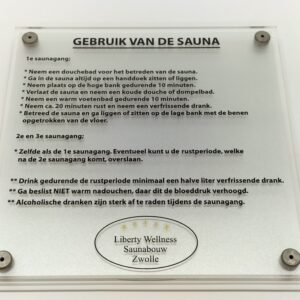 GEBRUIK VAN DE SAUNA
1e saunagang;
* Neem een douchebad voor het betreden van de sauna.
* Ga in de sauna altijd op een handdoek zitten of liggen.
* Neem plaats op de hoge bank gedurende 10 minuten.
* Verlaat de sauna en neem een koude douche of dompelbad.
* Neem een warm voetenbad gedurende 10 minuten.
* Neem ca. 20 minuten rust en neem een verfrissende drank.
* Betreed de sauna en ga liggen of zitten op de lage bank met de benen
opgetrokken van de vloer.
2e en 3e saunagang;
* Zelfde als de 1e saunagang. Eventueel kunt u de rustperiode, welke
na de 2e saunagang komt, overslaan.
** Drink gedurende de rustperiode minimaal een halve liter verfrissende drank.
** Ga beslist NIET warm nadouchen, daar dit de bloeddruk verhoogd.
** Alcoholische dranken zijn sterk af te raden tijdens de saunagang.
Liberty Wellness
Saunabouw
Zwolle